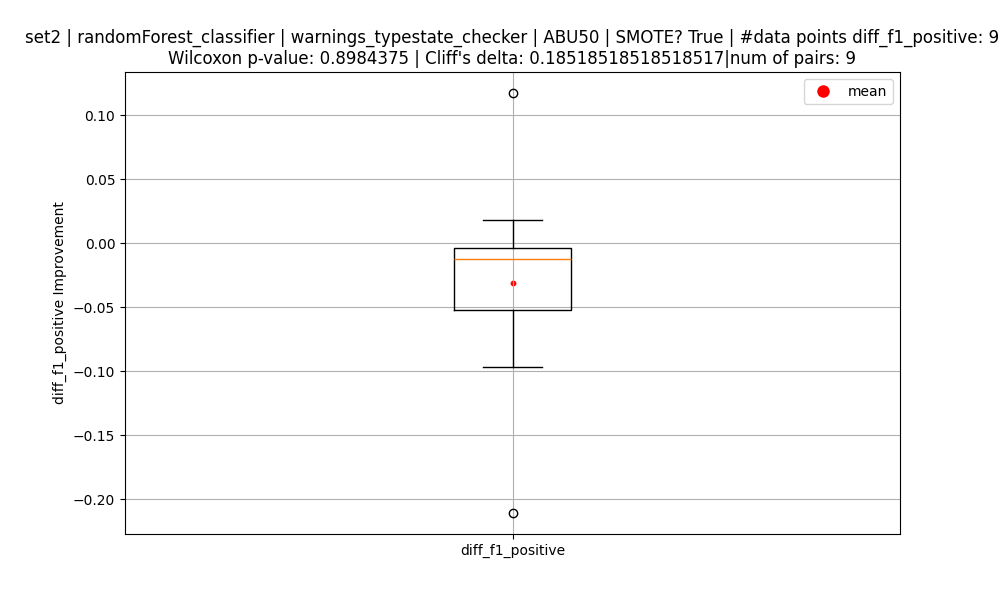 set2 | randomForest_classifier | warnings_typestate_checker | ABU50 | SMOTE? True | #data points diff_f1_positive: 9
Wilcoxon p-value: 0.8984375 | Cliff's delta: 0.18518518518518517|num of pairs: 9
mean
0.10
0.05
0.00
−0.05
−0.10
−0.15
−0.20
diff_f1_positive Improvement
diff_f1_positive